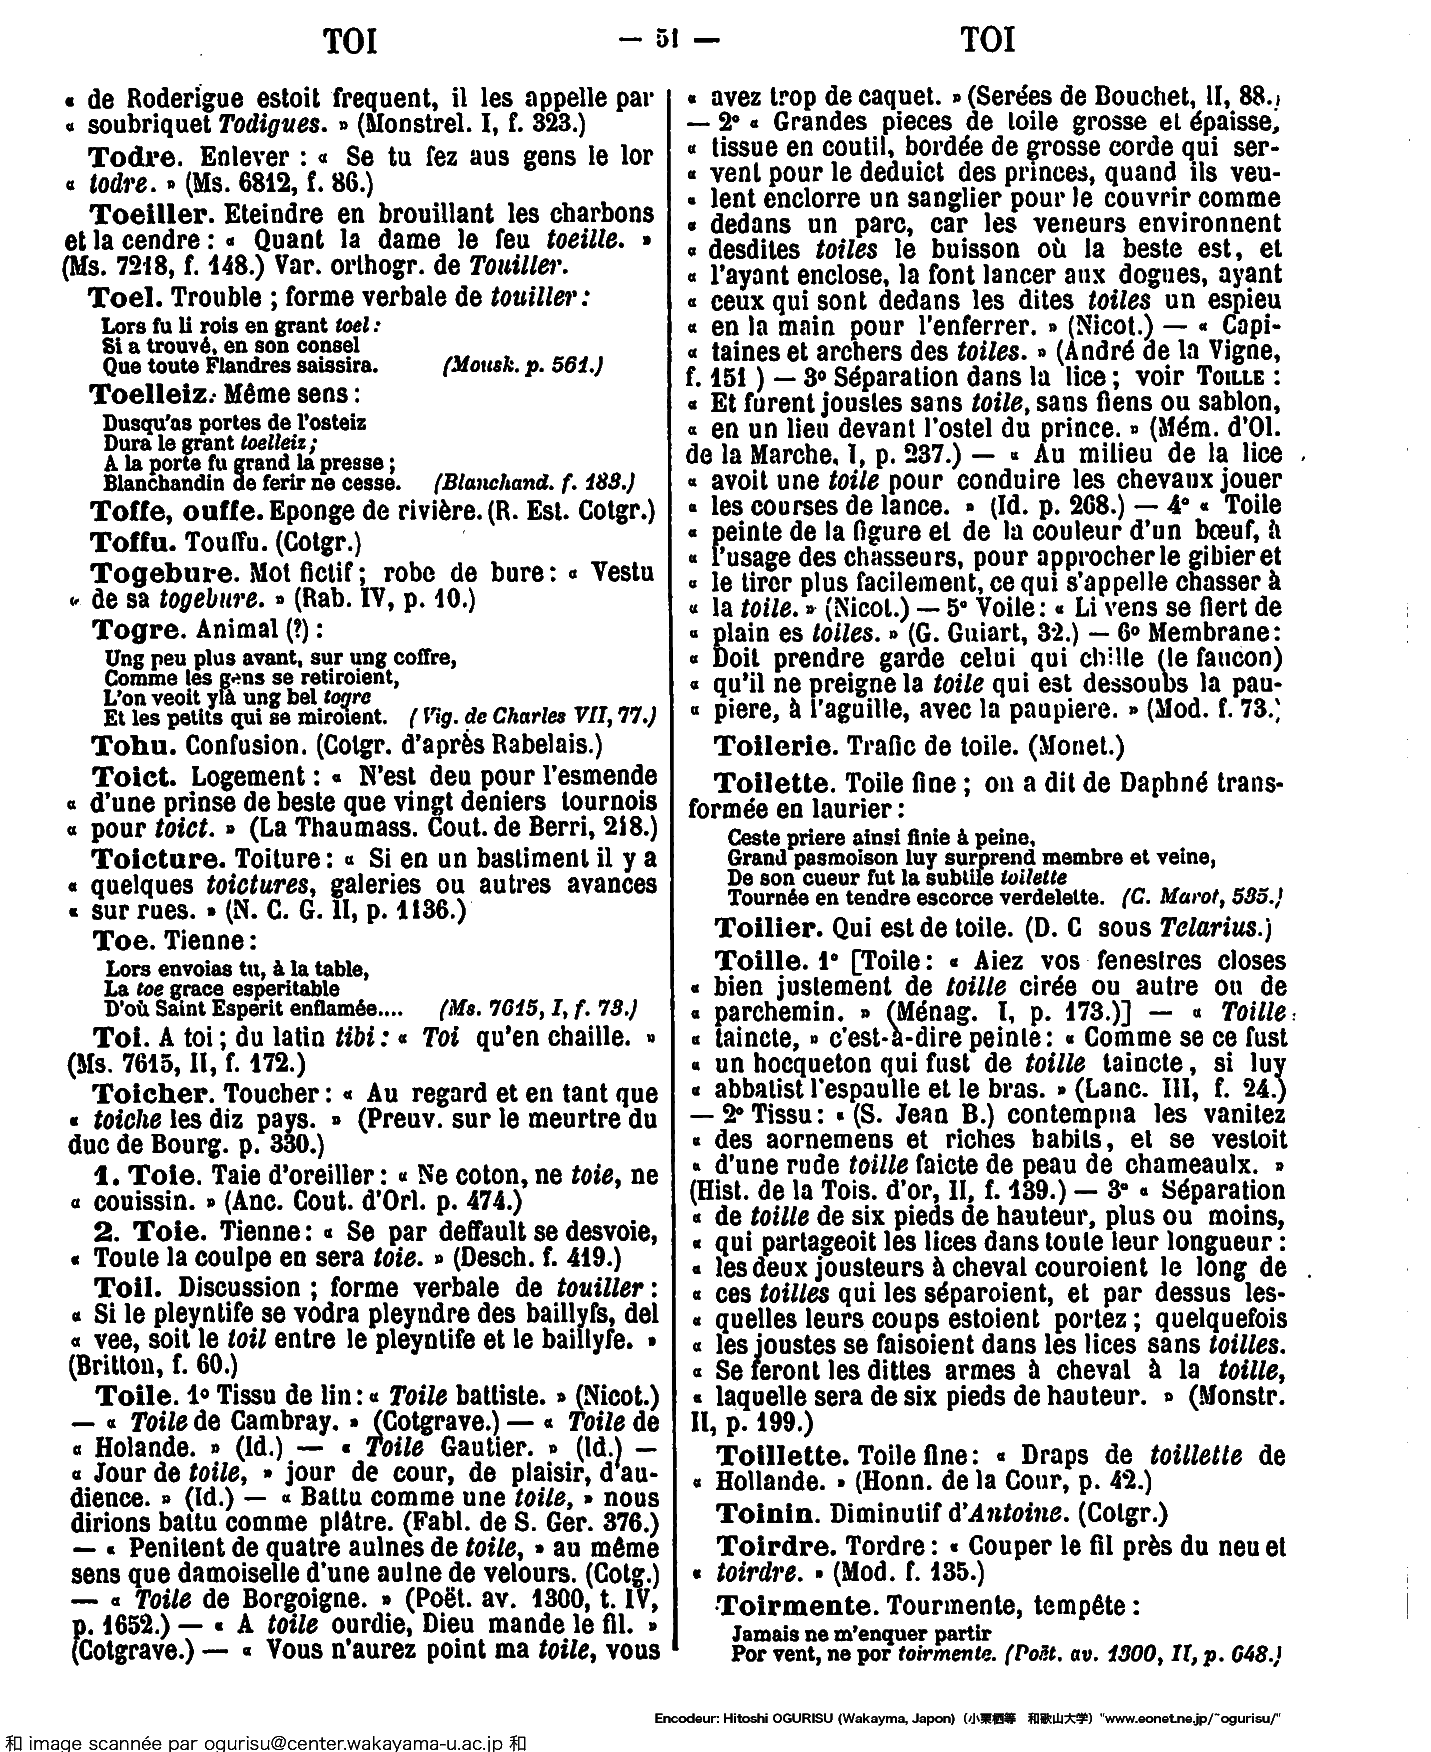 TOI — 51 — TOI
« de Roderigue estoit frequent, il les appelle par
« soubriquet Todigues. » (Monstrel. I, f. 323.)
Todre. Enlever : « Se tu fez aus gens le lor
« todre. » (Ms. 6812, f. 86.)
Toeiller. Eteindre en brouillant les charbons
et la cendre : « Quant la dame le feu toeille. »
(Ms. 7218, f. 148.) Var. orthogr. de Touiller.
Toel. Trouble ; forme verbale de touiller :
Lors fu li rois en grant toel :
Si a trouvé, en son consel
Que toute Flandres saissira. (Mousk. p. 561.)
Toelleiz. Même sens :
Dusqu'as portes de l'osteiz
Dura le grant toelleiz ;
A la porte fu grand la presse ;
Blanchandin de ferir ne cesse. (Blanchand. f. 183.)
Toffe, ouffe. Eponge de rivière. (R. Est. Cotgr.)
Toffu. Touffu. (Cotgr.)
Togebure. Mot fictif ; robe de bure : « Vestu
« de sa togebure. » (Rab. IV, p. 10.)
Togre. Animal (?) :
Ung peu plus avant, sur ung coffre,
Comme les gens se retiroient,
L'on veoit yla ung bel togre
Et les petits qui se miroient. (Vig. de Charles VII, 77.)
Tohu. Confusion. (Cotgr. d'après Rabelais.)
Toict. Logement : « N'est deu pour l'esmende
« d'une prinse de beste que vingt deniers tournois
« pour toict. » (La Thaumass. Cout. de Berri, 218.)
Toicture. Toiture : « Si en un bastiment il y a
« quelques toictures, galeries ou autres avances
« sur rues. » (N. C. G. II, p. 1136.)
Toe. Tienne :
Lors envoias tu, à la table,
La toe grace esperitable
D'où Saint Esperit enflamée.... (Ms. 7615, I, f. 73.)
Toi. A toi ; du latin tibi : « Toi qu'en chaille. »
(Ms. 7615, II, f. 172.)
Toicher. Toucher : « Au regard et en tant que
« toiche les diz pays. » (Preuv. sur le meurtre du
duc de Bourg. p. 330.)
1. Toie. Taie d'oreiller : « Ne coton, ne toie, ne
« couissin. » (Anc. Cout. d'Orl. p. 474.)
2. Toie. Tienne : « Se par deffault se desvoie,
« Toute la coulpe en sera toie. » (Desch. f. 419.)
Toil. Discussion ; forme verbale de touiller :
« Si le pleyntife se vodra pleyndre des baillyfs, del
« vee, soit le toil entre le pleyntife et le baillyfe. »
(Britton, f. 60.)
Toile. 1º Tissu de lin : « Toile battiste. » (Nicot.)
— « Toile de Cambray. » (Cotgrave.) — « Toile de
« Holande. » (Id.) — « Toile Gautier. » (Id.) —
« Jour de toile, » jour de cour, de plaisir, d'au-
dience. » (Id.) — « Battu comme une toile, » nous
dirions battu comme plâtre. (Fabl. de S. Ger. 376.)
— « Penitent de quatre aulnes de toile, » au même
sens que damoiselle d'une aulne de velours. (Cotg.)
— « Toile de Borgoigne. » (Poët. av. 1300, t. IV,
p. 1652.) — « A toile ourdie, Dieu mande le fil. »
(Cotgrave.) — « Vous n'aurez point ma toile, vous
« avez trop de caquet. » (Serées de Bouchet, II, 88.)
— 2º « Grandes pieces de toile grosse et épaisse,
« tissue en coutil, bordée de grosse corde qui ser-
« vent pour le deduict des princes, quand ils veu-
« lent enclorre un sanglier pour le couvrir comme
« dedans un parc, car les veneurs environnent
« desdites toiles le buisson où la beste est, et
« l'ayant enclose, la font lancer aux dogues, ayant
« ceux qui sont dedans les dites toiles un espieu
« en la main pour l'enferrer. » (Nicot.) — « Capi-
« taines et archers des toiles. » (André de la Vigne,
f. 151 ) — 3º Séparation dans la lice ; voir TOILLE :
« Et furent joustes sans toile, sans fiens ou sablon,
« en un lieu devant l'ostel du prince. » (Mém. d'Ol.
de la Marche, I, p. 237.) — « Au milieu de la lice
« avoit une toile pour conduire les chevaux jouer
« les courses de lance. » (Id. p. 268.) — 4º « Toile
« peinte de la figure et de la couleur d'un bœuf, à
« l'usage des chasseurs, pour approcher le gibier et
« le tirer plus facilement, ce qui s'appelle chasser à
« la toile. » (Nicot.) — 5º Voile : « Li vens se fiert de
« plain es toiles. » (G. Guiart, 32.) — 6º Membrane :
« Doit prendre garde celui qui chille (le faucon)
« qu'il ne preigne la toile qui est dessoubs la pau-
« piere, à l'aguille, avec la paupiere. » (Mod. f. 73.)
Toilerie. Trafic de toile. (Monet.)
Toilette. Toile fine ; on a dit de Daphné trans-
formée en laurier :
Ceste priere ainsi finie à peine,
Grand pasmoison luy surprend membre et veine,
De son cueur fut la subtile toilette
Tournée en tendre escorce verdelette. (C. Marot, 535.)
Toilier. Qui est de toile. (D. C sous Telarius.)
Toille. 1º [Toile : « Aiez vos fenestres closes
« bien justement de toille cirée ou autre ou de
« parchemin. » (Ménag. I, p. 173.)] — « Toille
« taincte, » c'est-à-dire peinte : « Comme se ce fust
« un hocqueton qui fust de toille taincte, si luy
« abbatist l'espaulle et le bras. » (Lanc. III, f. 24.)
— 2º Tissu : « (S. Jean B.) contempna les vanitez
« des aornemens et riches habits, et se vestoit
« d'une rude toille faicte de peau de chameaulx. »
(Hist. de la Tois. d'or, II, f. 139.) — 3º « Séparation
« de toille de six pieds de hauteur, plus ou moins,
« qui partageoit les lices dans toute leur longueur :
« les deux jousteurs à cheval couroient le long de
« ces toilles qui les séparoient, et par dessus les-
« quelles leurs coups estoient portez ; quelquefois
« les joustes se faisoient dans les lices sans toilles.
« Se feront les dittes armes à cheval à la toille,
« laquelle sera de six pieds de hauteur. » (Monstr.
II, p. 199.)
Toillette. Toile fine : « Draps de toillette de
« Hollande. » (Honn. de la Cour, p. 42.)
Toinin. Diminutif d'Antoine. (Cotgr.)
Toirdre. Tordre : « Couper le fil près du neu et
« toirdre. » (Mod. f. 135.)
Toirmente. Tourmente, tempête :
Jamais ne m'enquer partir
Por vent, ne por toirmente. (Poët. av. 1300, II, p. 648.)
Encodeur: Hitoshi OGURISU (Wakayma, Japon) (小栗栖等 和歌山大学) "www.eonet.ne.jp/~ogurisu/"
和 image scannée par ogurisu@center.wakayama-u.ac.jp 和